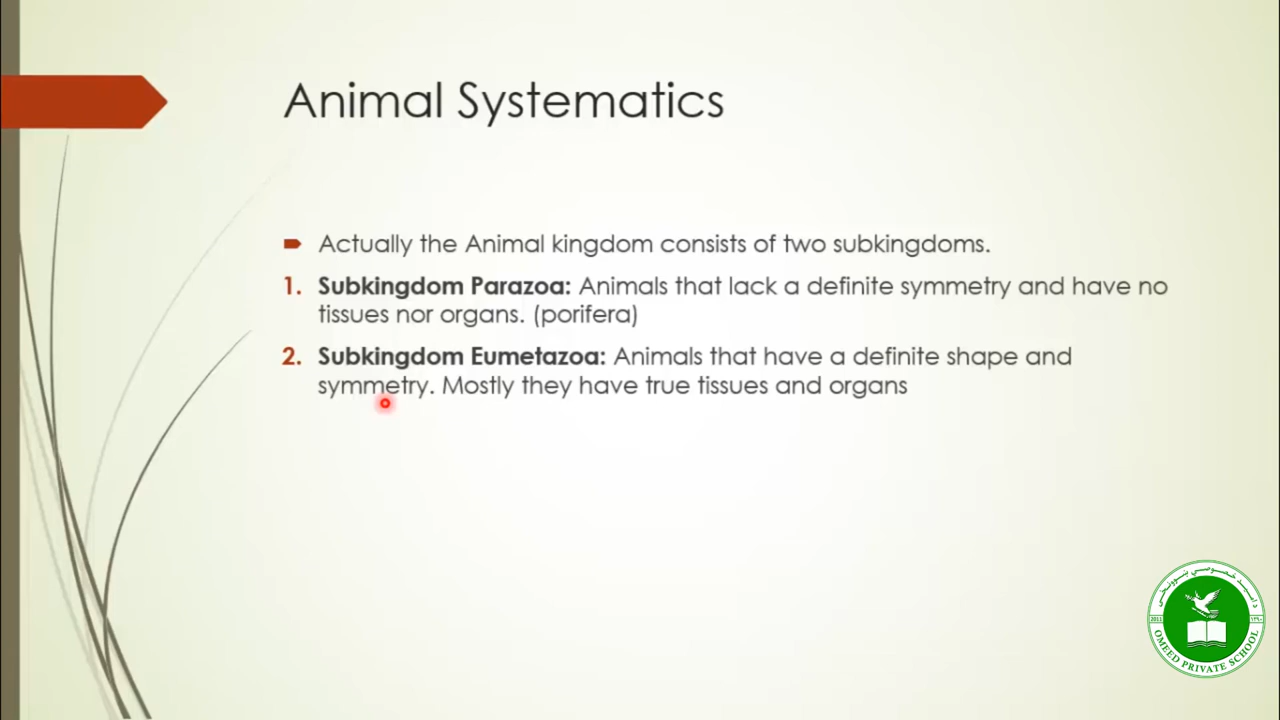 Animal Systematics
Actually the Animal kingdom consists of two subkingdoms.
1. Subkingdom Parazoa: Animals that lack a definite symmetry and have no
tissues nor organs. (porifera)
2. Subkingdom Eumetazoa: Animals that have a definite shape and
symmetry. Mostly they have true tissues and organs
2011
۱۳۹۰
OMEED PRIVATE SCHOOL